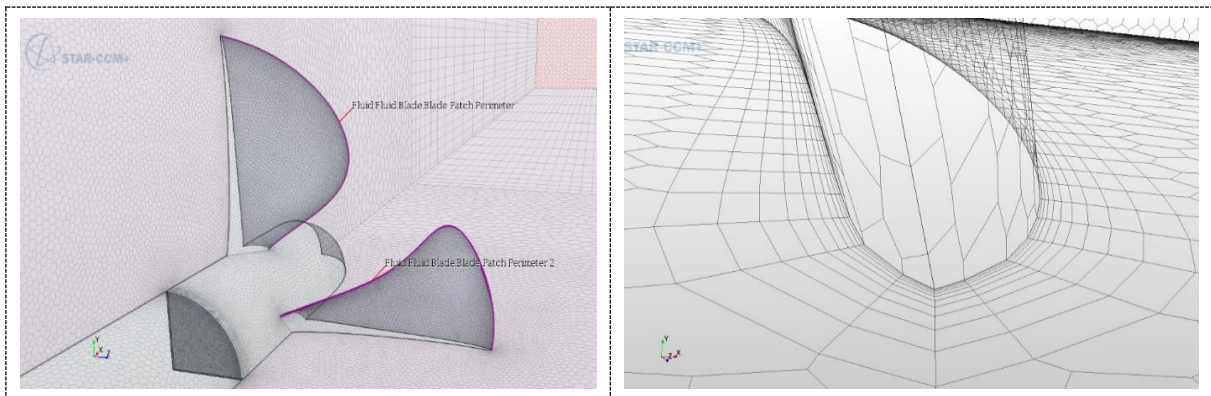 STAR-CCM+
Fluid Fluid Blade.Blade Patch Perimeter
Fluid Fluid Blade.Blade Patch Perimeter 2
Y
X
Z
STAR-CCM+
Y
Z
X